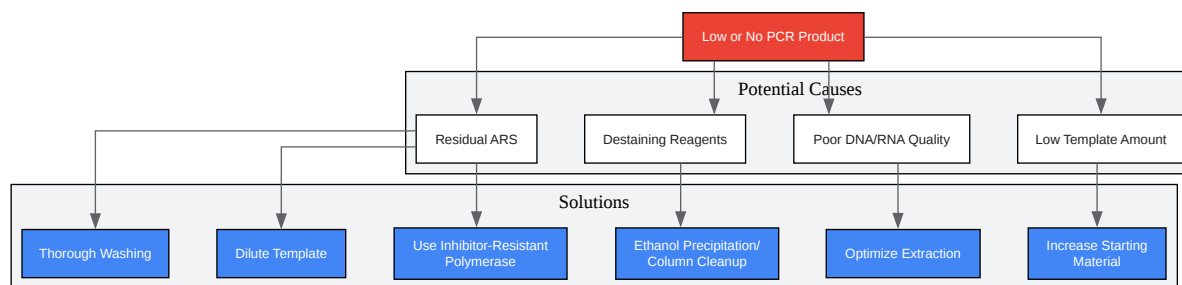 Low or No PCR Product
Potential Causes
Residual ARS
Destaining Reagents
Poor DNA/RNA Quality
Low Template Amount
Solutions
Thorough Washing
Dilute Template
Use Inhibitor-Resistant
Polymerase
Ethanol Precipitation/
Column Cleanup
Optimize Extraction
Increase Starting
Material